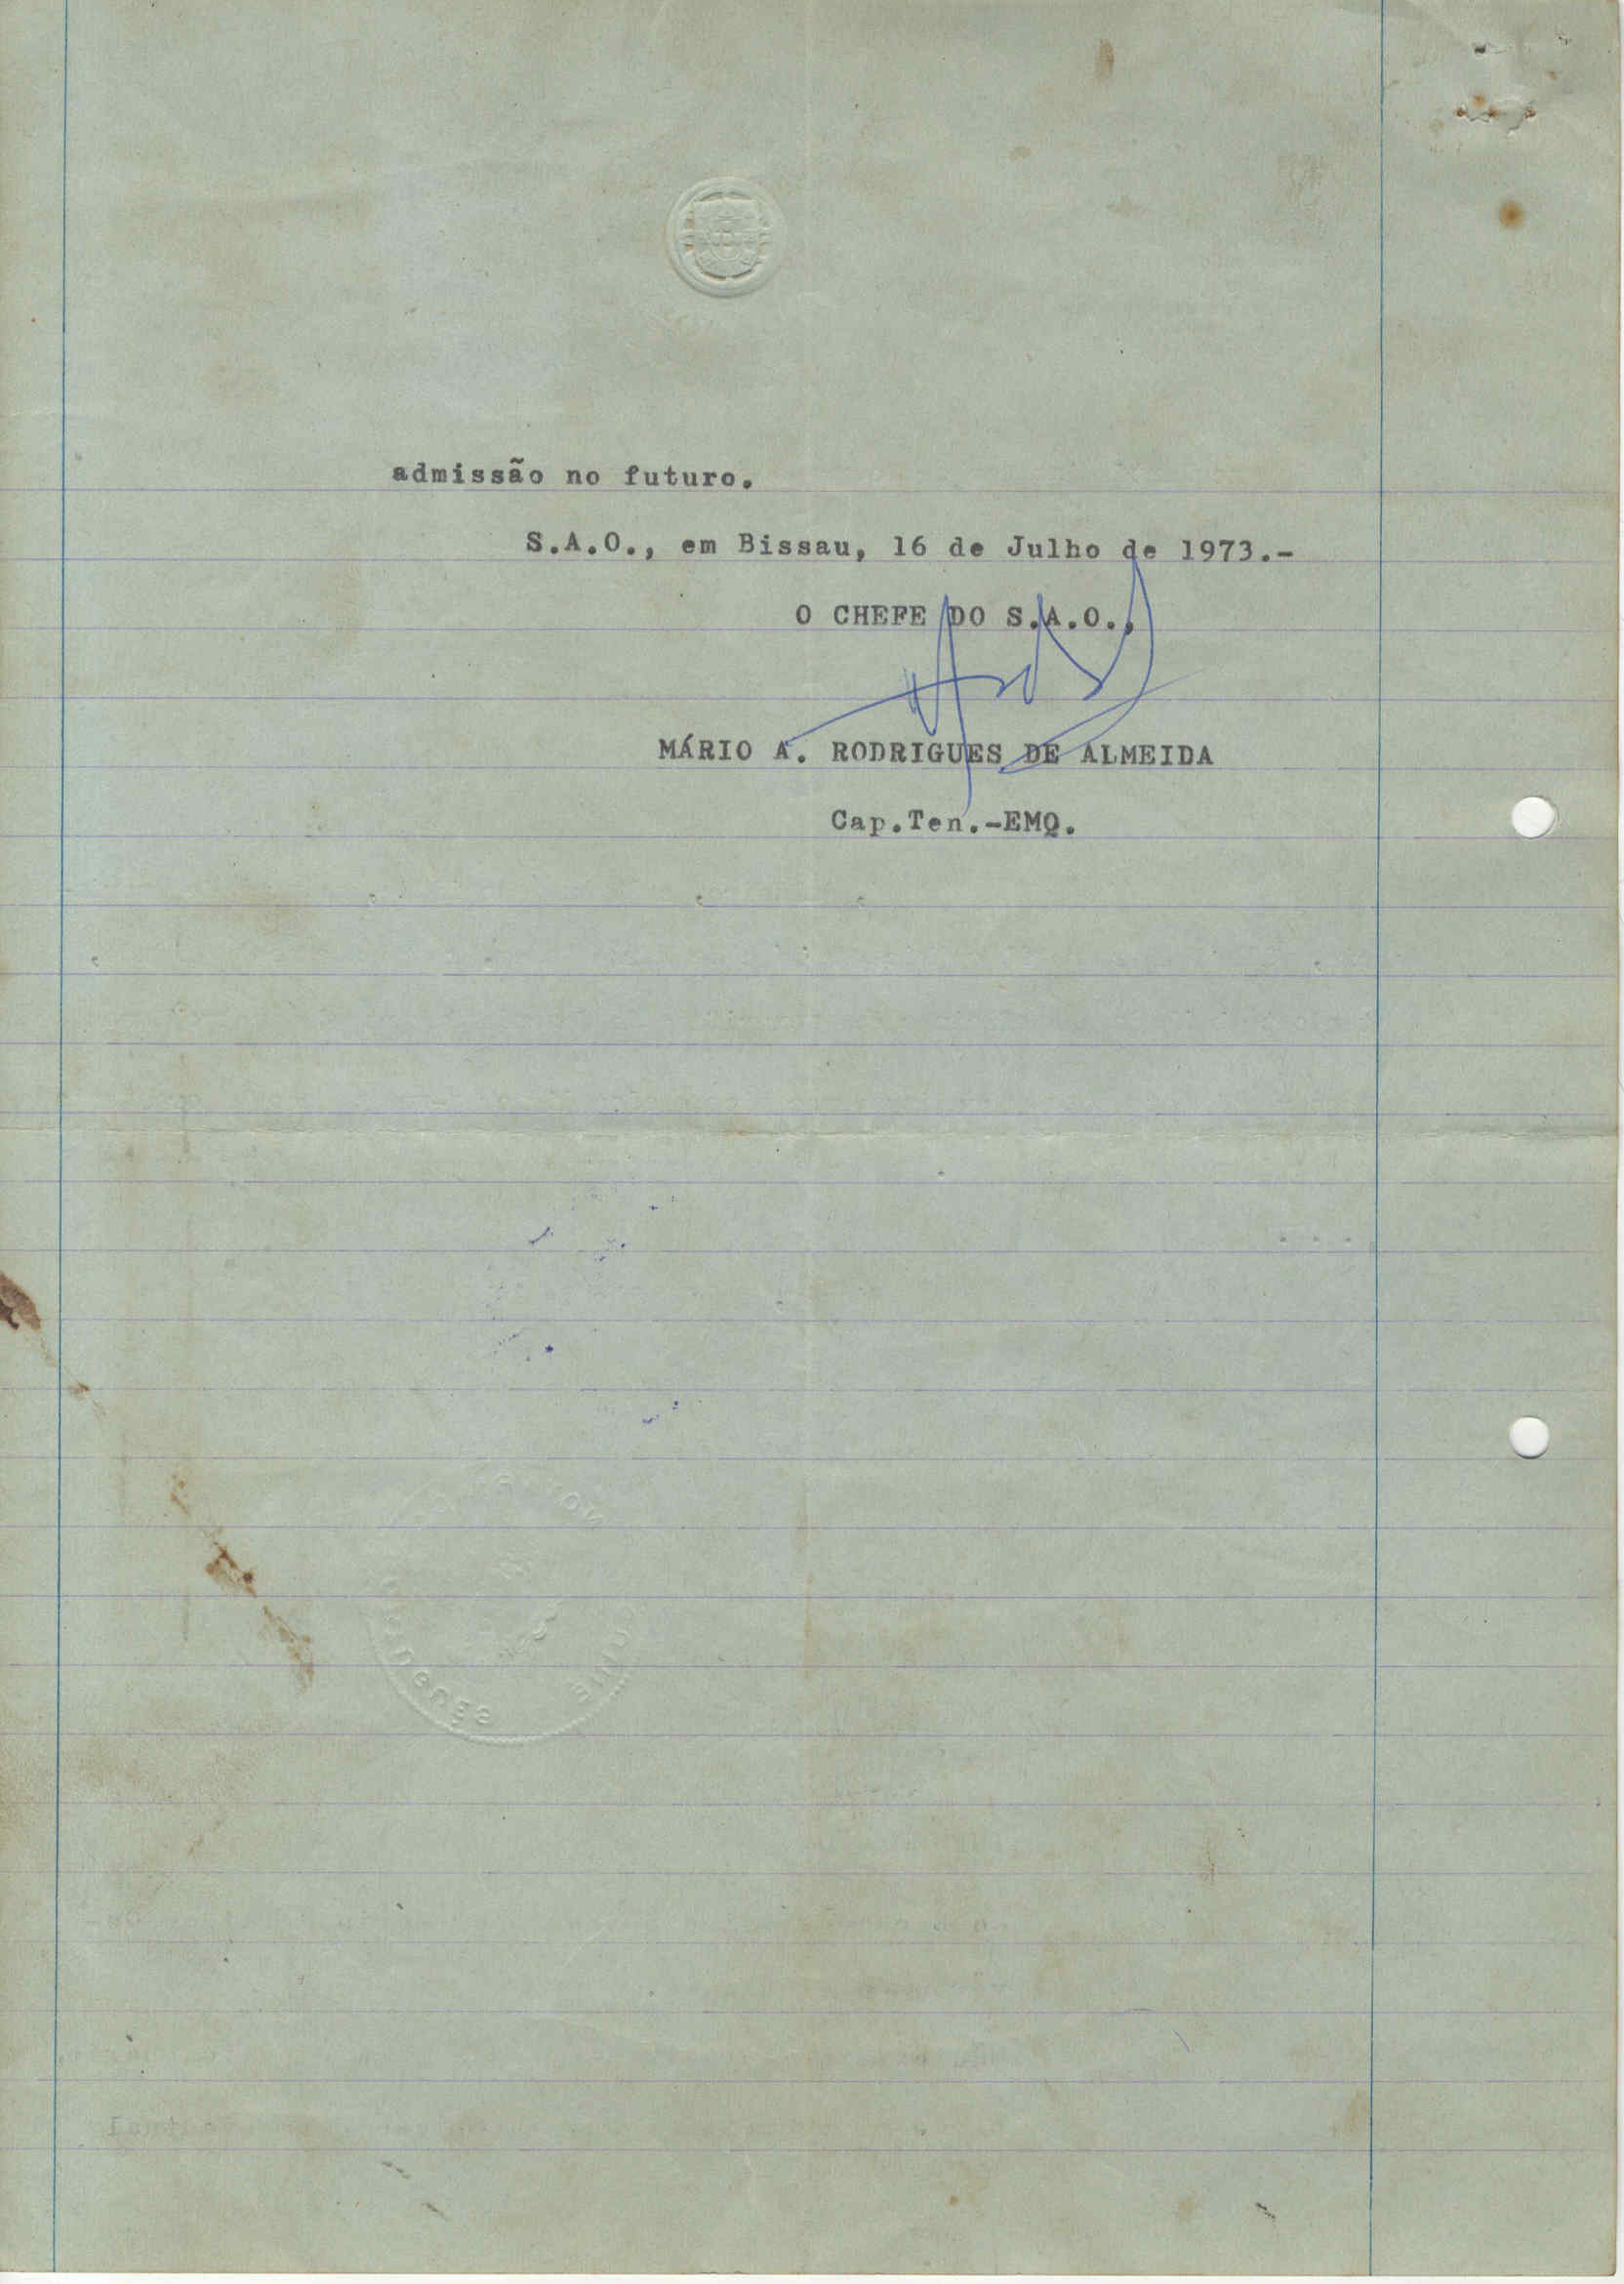 admissão no futuro.
S.A.O., em Bissau, 16 de Julho de 1973.-
O CHEFE DO S.A.O.,
MÁRIO A. RODRIGUES DE ALMEIDA
Cap.Ten.-EMQ.